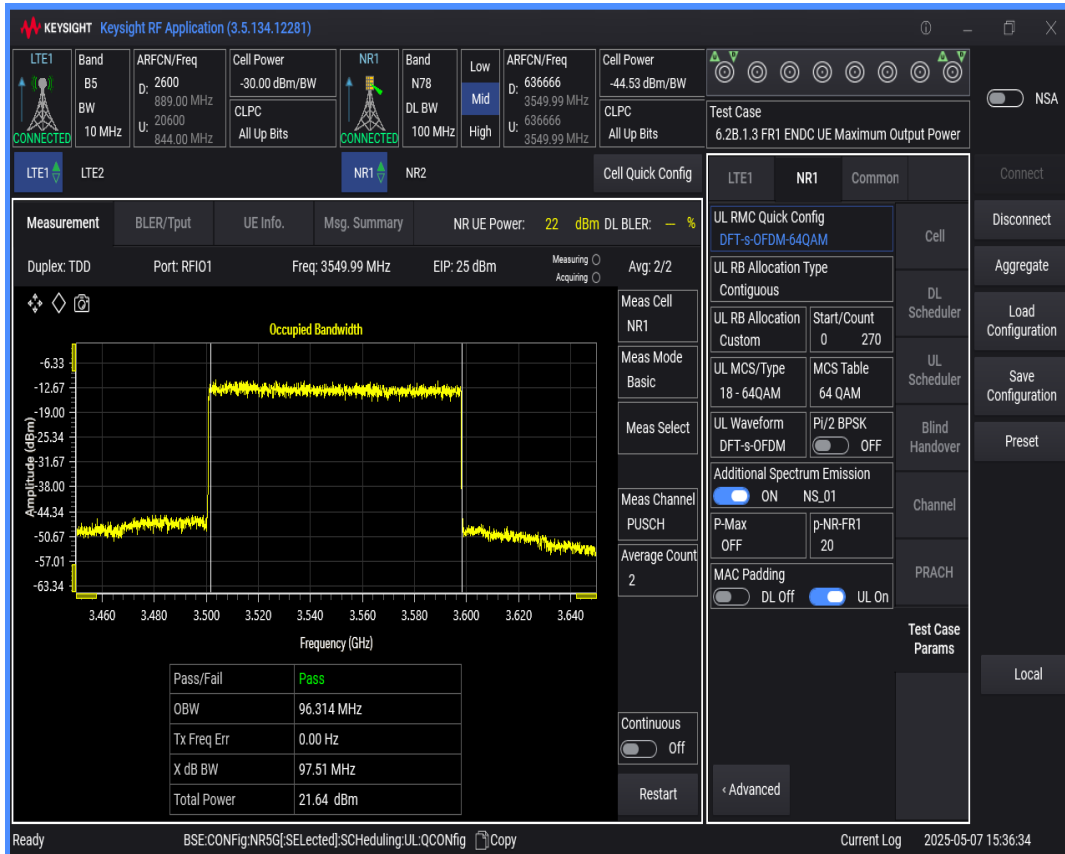 KEYSIGHT Keysight RF Application (3.5.134.12281)
LTE1 Band ARFCN/Freq Cell Power NR1 Band Low ARFCN/Freq Cell Power
B5 D: 2600 -30.00 dBm/BW N78 D: 636666 -44.53 dBm/BW
889.00 MHz 3549.99 MHz
BW CLPC DL BW Mid CLPC
CONNECTED 10 MHz U: 20600 All Up Bits CONNECTED 100 MHz High U: 636666 All Up Bits
844.00 MHz 3549.99 MHz
Test Case
6.2B.1.3 FR1 ENDC UE Maximum Output Power
NSA
LTE1 LTE2 NR1 NR2 Cell Quick Config
Measurement BLER/Tput UE Info. Msg. Summary NR UE Power: 22 dBm DL BLER: — %
Duplex: TDD Port: RFIO1 Freq: 3549.99 MHz EIP: 25 dBm Measuring Avg: 2/2
Acquiring
Occupied Bandwidth
Amplitude (dBm)
-6.33
-12.67
-19.00
-25.34
-31.67
-38.00
-44.34
-50.67
-57.01
-63.34
3.460 3.480 3.500 3.520 3.540 3.560 3.580 3.600 3.620 3.640
Frequency (GHz)
Pass/Fail Pass
OBW 96.314 MHz
Tx Freq Err 0.00 Hz
X dB BW 97.51 MHz
Total Power 21.64 dBm
Meas Cell
NR1
Meas Mode
Basic
Meas Select
Meas Channel
PUSCH
Average Count
2
Continuous
Off
Restart
LTE1 NR1 Common
UL RMC Quick Config
DFT-s-OFDM-64QAM
UL RB Allocation Type
Contiguous
UL RB Allocation Start/Count
Custom 0 270
UL MCS/Type MCS Table
18 - 64QAM 64 QAM
UL Waveform Pi/2 BPSK
DFT-s-OFDM OFF
Additional Spectrum Emission
ON NS_01
P-Max p-NR-FR1
OFF 20
MAC Padding
DL Off UL On
‹ Advanced
Cell
DL
Scheduler
UL
Scheduler
Blind
Handover
Channel
PRACH
Test Case
Params
Connect
Disconnect
Aggregate
Load
Configuration
Save
Configuration
Preset
Local
Ready BSE:CONFig:NR5G[:SELected]:SCHeduling:UL:QCONfig Copy Current Log 2025-05-07 15:36:34